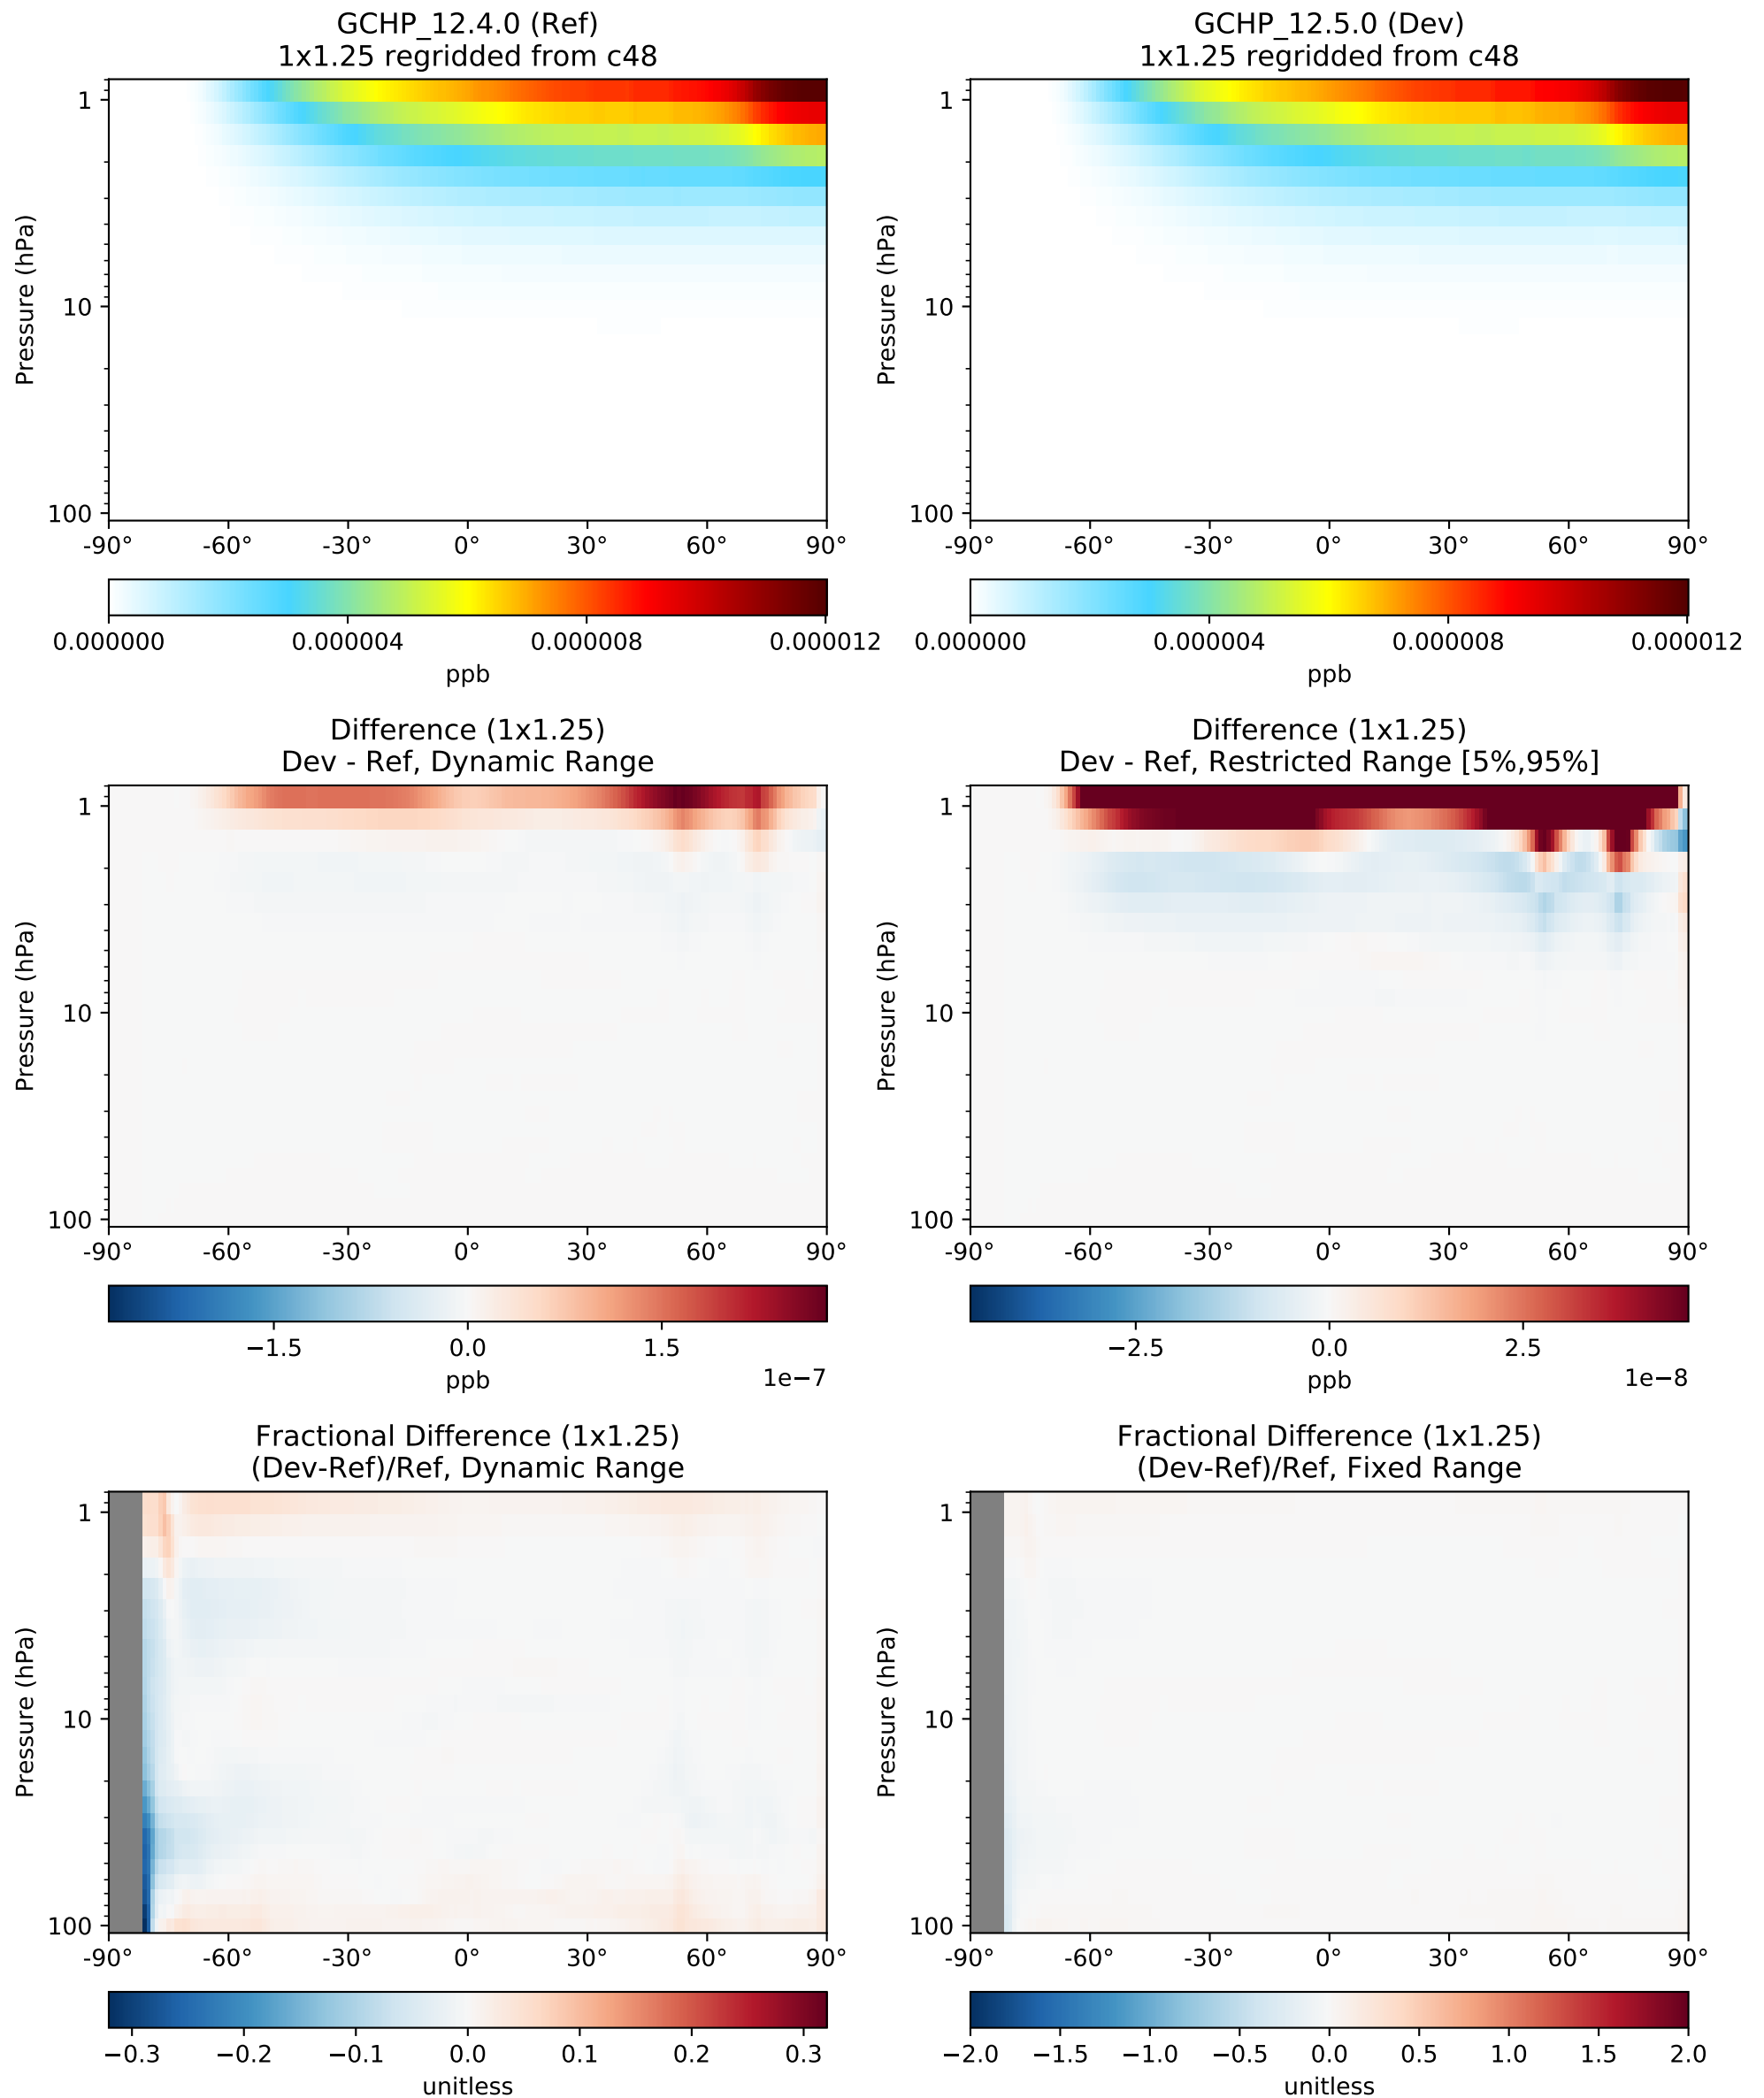 GCHP_12.4.0 (Ref)
1x1.25 regridded from c48
Pressure (hPa)
1
10
100
-90° -60° -30° 0° 30° 60° 90°
0.000000 0.000004 0.000008 0.000012
ppb
GCHP_12.5.0 (Dev)
1x1.25 regridded from c48
Pressure (hPa)
1
10
100
-90° -60° -30° 0° 30° 60° 90°
0.000000 0.000004 0.000008 0.000012
ppb
Difference (1x1.25)
Dev - Ref, Dynamic Range
Pressure (hPa)
1
10
100
-90° -60° -30° 0° 30° 60° 90°
−1.5 0.0 1.5
ppb
1e−7
Difference (1x1.25)
Dev - Ref, Restricted Range [5%,95%]
Pressure (hPa)
1
10
100
-90° -60° -30° 0° 30° 60° 90°
−2.5 0.0 2.5
ppb
1e−8
Fractional Difference (1x1.25)
(Dev-Ref)/Ref, Dynamic Range
Pressure (hPa)
1
10
100
-90° -60° -30° 0° 30° 60° 90°
−0.3 −0.2 −0.1 0.0 0.1 0.2 0.3
unitless
Fractional Difference (1x1.25)
(Dev-Ref)/Ref, Fixed Range
Pressure (hPa)
1
10
100
-90° -60° -30° 0° 30° 60° 90°
−2.0 −1.5 −1.0 −0.5 0.0 0.5 1.0 1.5 2.0
unitless